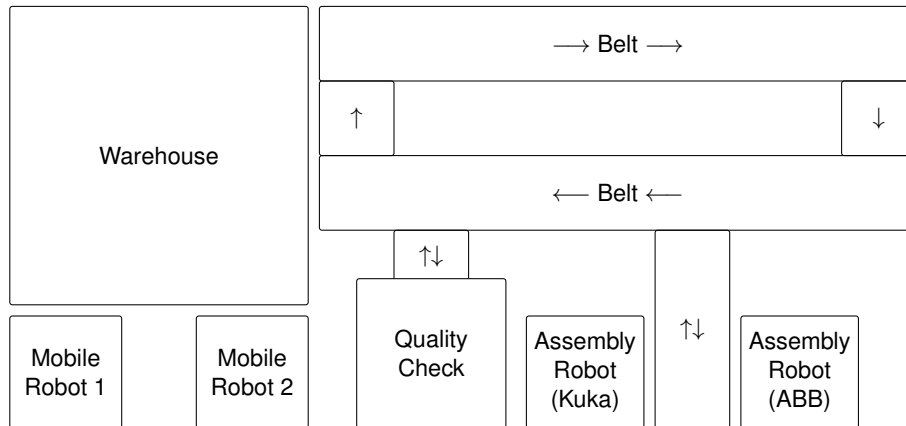 ⟶ Belt ⟶
↑
↓
Warehouse
⟵ Belt ⟵
↑↓
Quality
Check
Assembly
Robot
(Kuka)
↑↓
Assembly
Robot
(ABB)
Mobile
Robot 1
Mobile
Robot 2